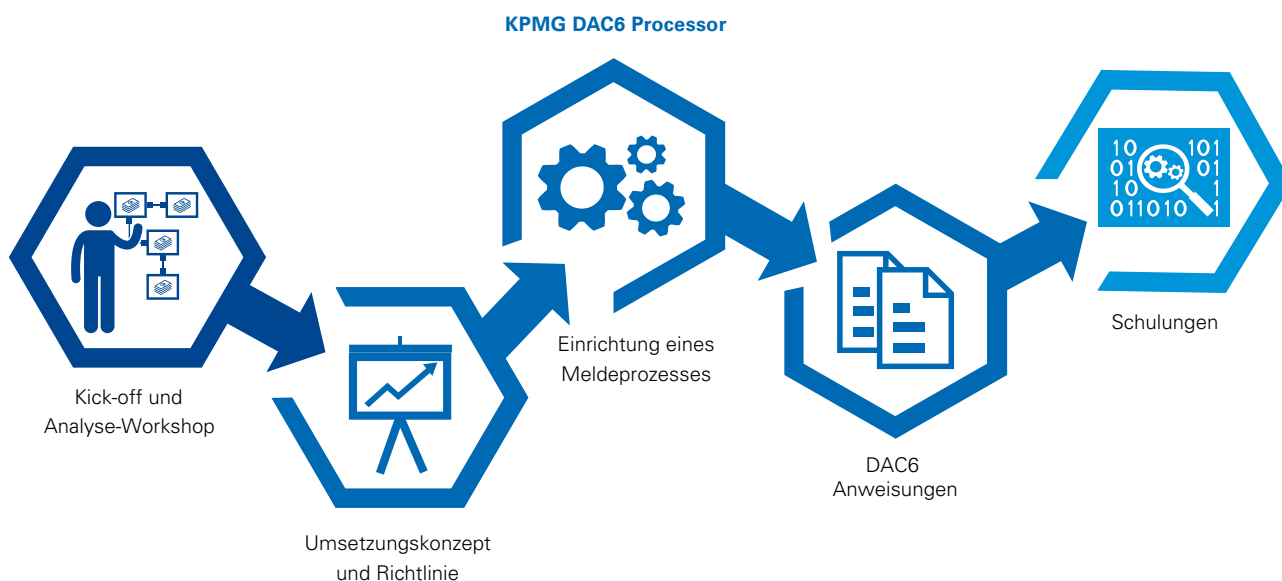 KPMG DAC6 Processor
Kick-off und
Analyse-Workshop
Umsetzungskonzept
und Richtlinie
Einrichtung eines
Meldeprozesses
DAC6
Anweisungen
10 101
01 01
10 1
011010 1
Schulungen